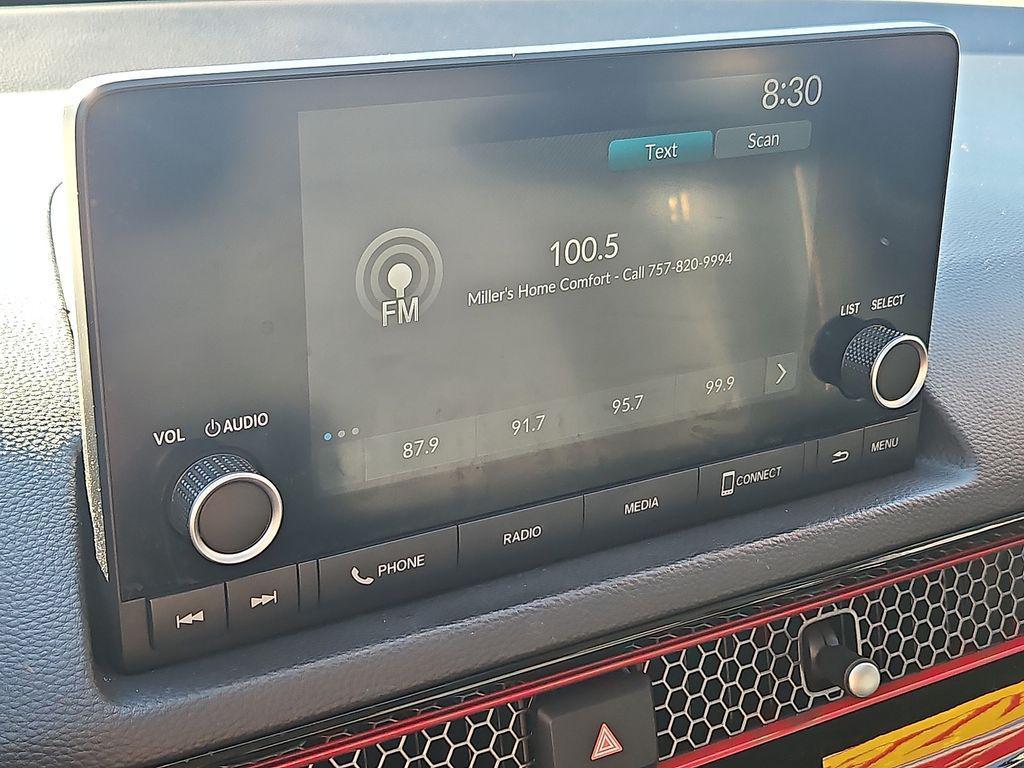 8:30
Text
Scan
100.5
Miller's Home Comfort - Call 757-820-9994
FM
LIST SELECT
87.9
91.7
95.7
99.9
VOL AUDIO
PHONE
RADIO
MEDIA
CONNECT
MENU